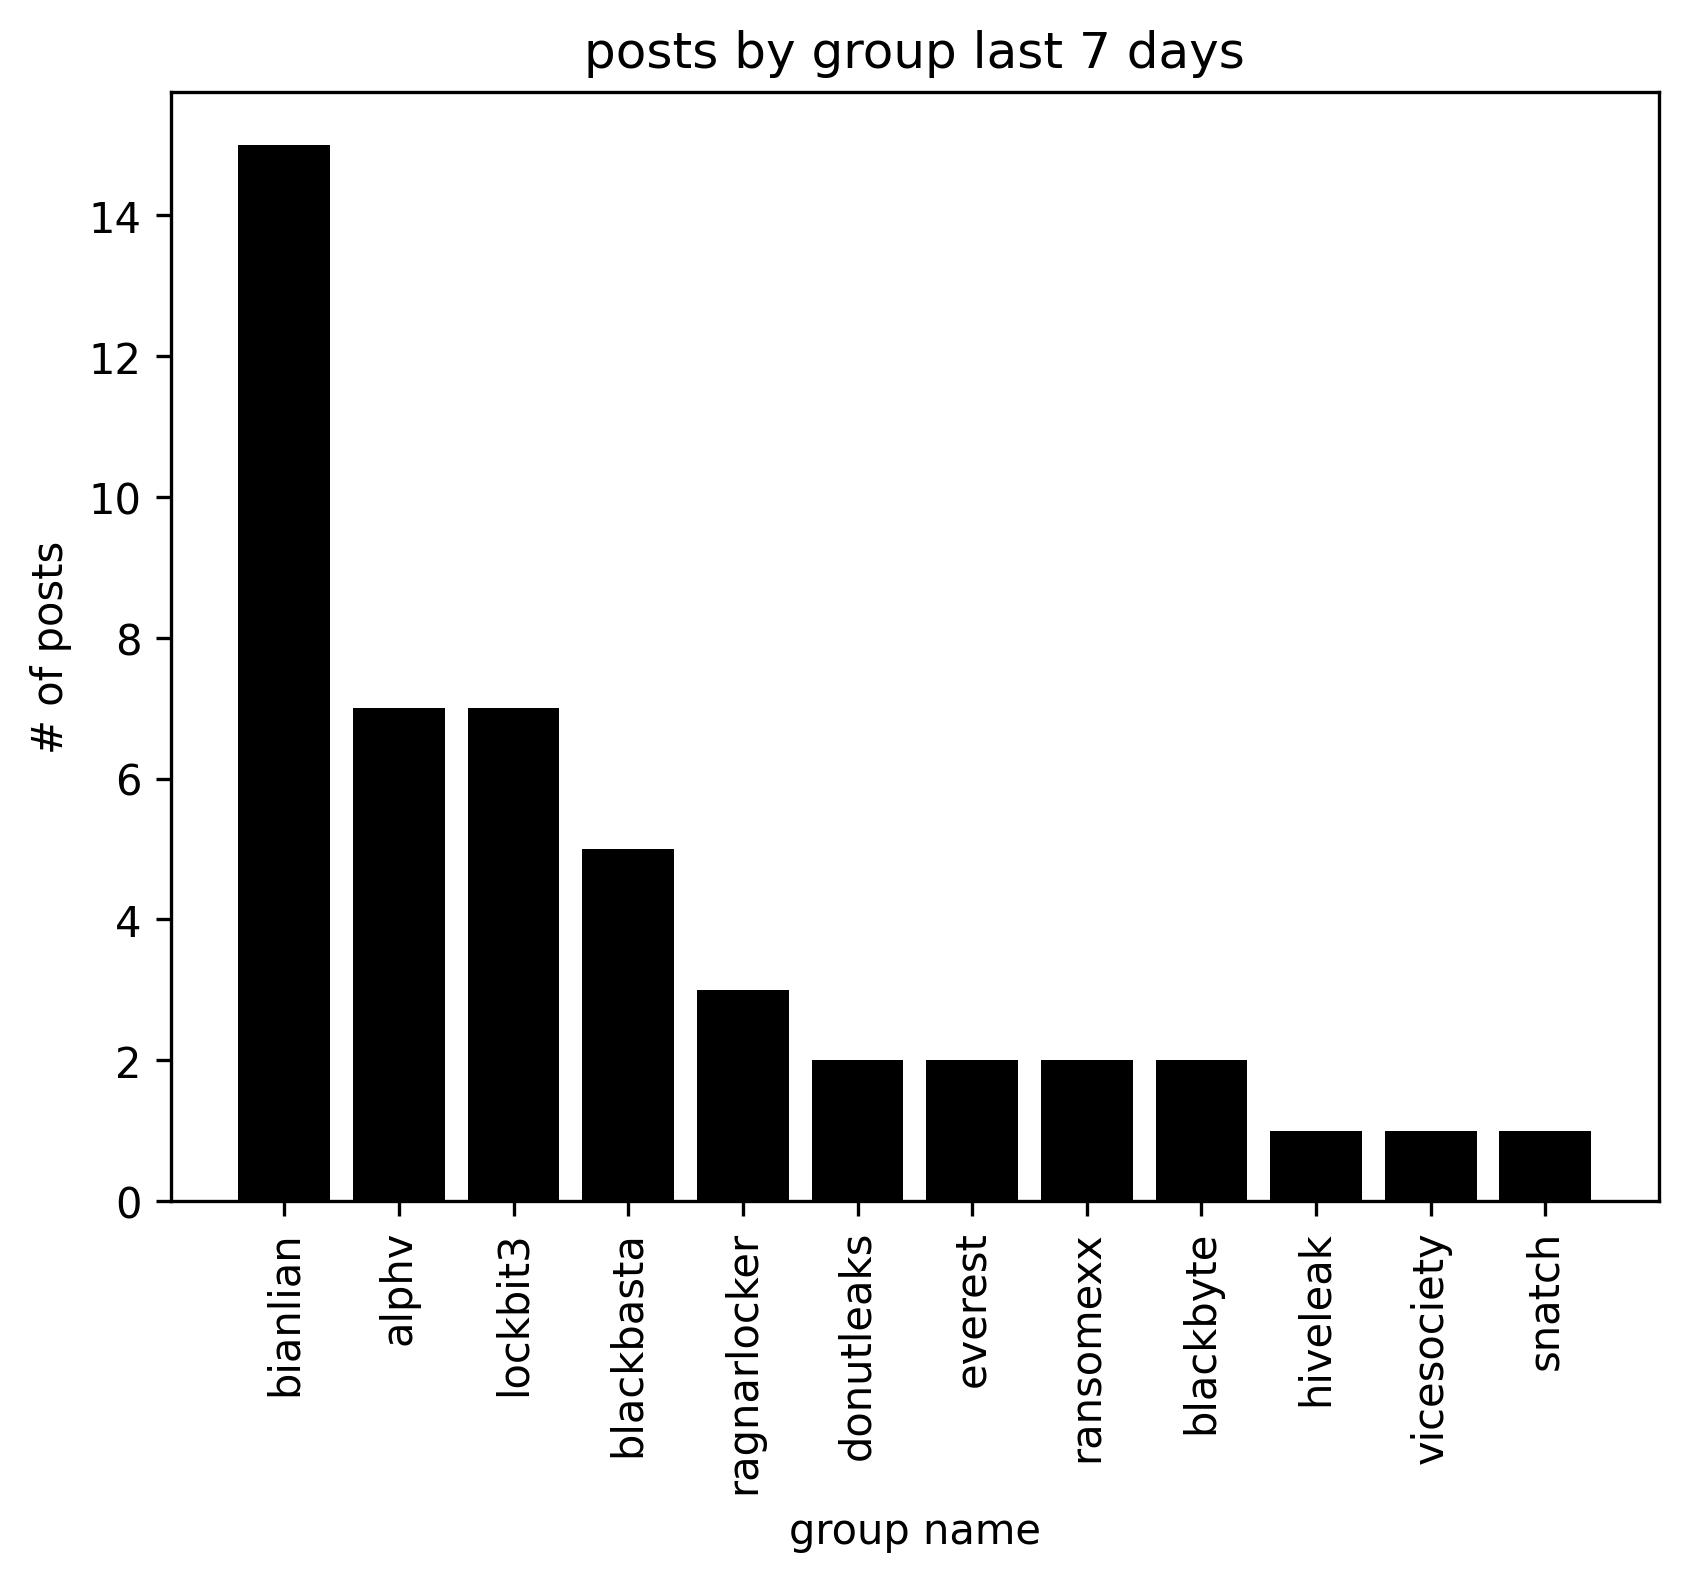 posts by group last 7 days
# of posts
14
12
10
8
6
4
2
0
bianlian
alphv
lockbit3
blackbasta
ragnarlocker
donutleaks
everest
ransomexx
blackbyte
hiveleak
vicesociety
snatch
group name